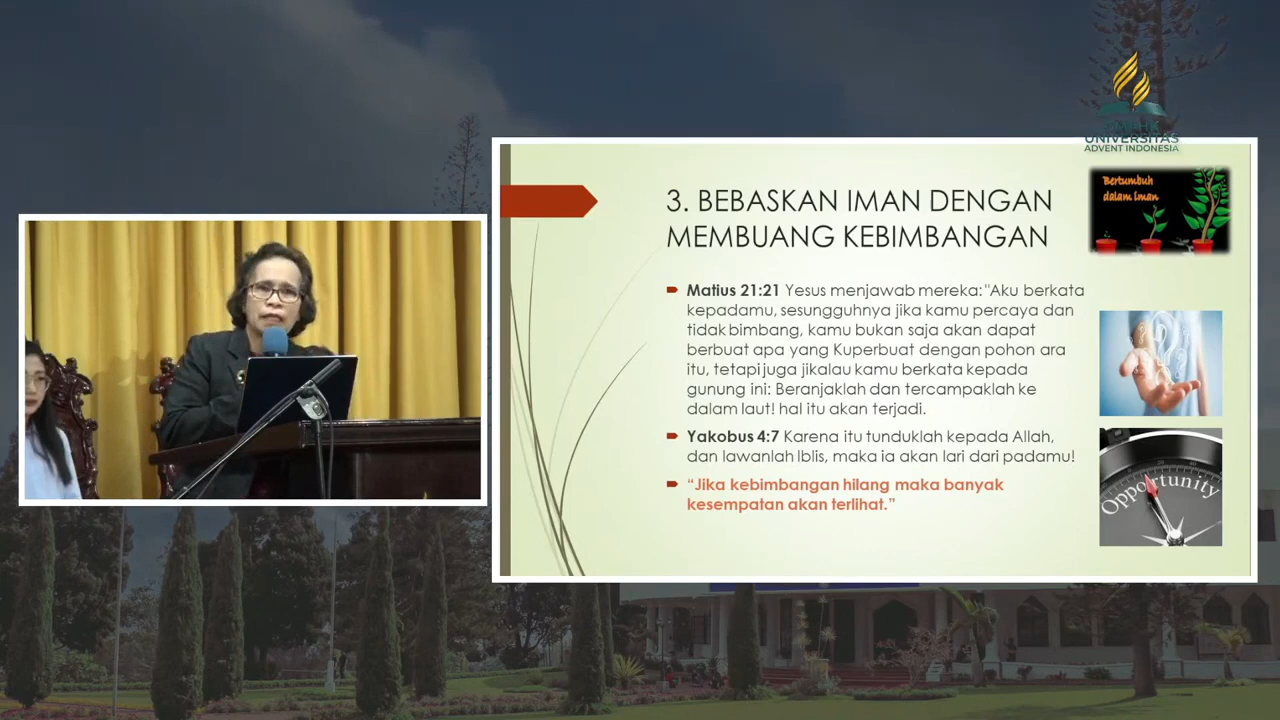 UNIVERSITAS
ADVENT INDONESIA
Bertumbuh
dalam Iman
3. BEBASKAN IMAN DENGAN
MEMBUANG KEBIMBANGAN
Matius 21:21 Yesus menjawab mereka: "Aku berkata
kepadamu, sesungguhnya jika kamu percaya dan
tidak bimbang, kamu bukan saja akan dapat
berbuat apa yang Kuperbuat dengan pohon ara
itu, tetapi juga jikalau kamu berkata kepada
gunung ini: Beranjaklah dan tercampaklah ke
dalam laut! hal itu akan terjadi.
Yakobus 4:7 Karena itu tunduklah kepada Allah,
dan lawanlah Iblis, maka ia akan lari dari padamu!
“Jika kebimbangan hilang maka banyak
kesempatan akan terlihat.”
Opportunity